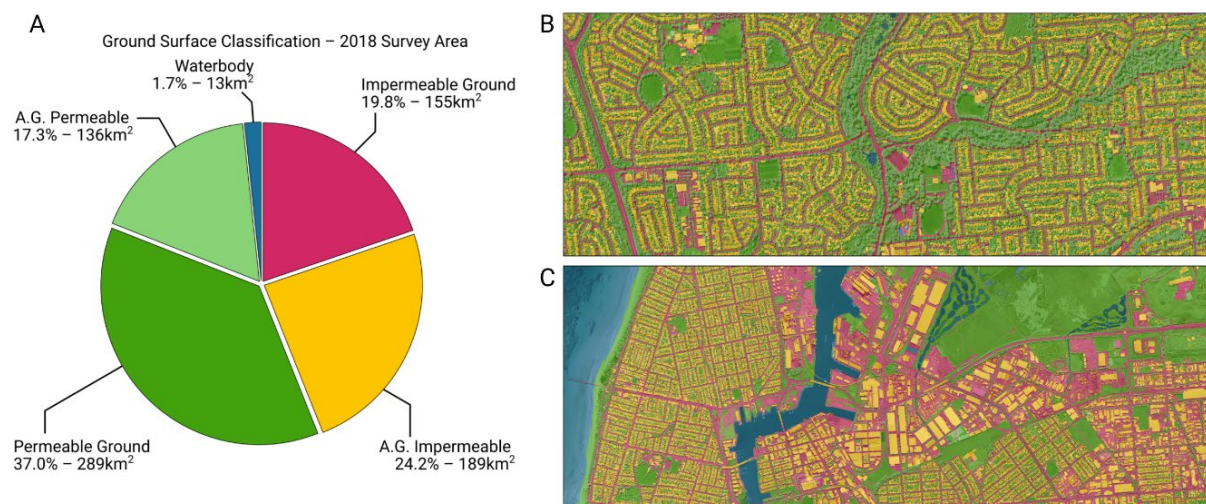 A
Ground Surface Classification – 2018 Survey Area
Waterbody
1.7% – 13km²
Impermeable Ground
19.8% – 155km²
A.G. Permeable
17.3% – 136km²
Permeable Ground
37.0% – 289km²
A.G. Impermeable
24.2% – 189km²
B
C